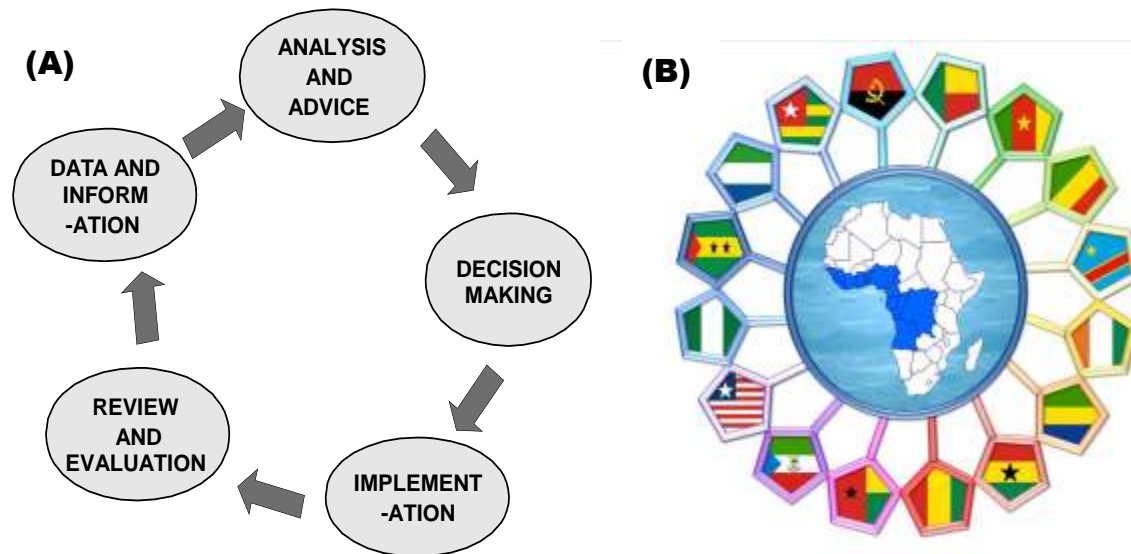 (A)
ANALYSIS
AND
ADVICE
DATA AND
INFORM
-ATION
DECISION
MAKING
REVIEW
AND
EVALUATION
IMPLEMENT
-ATION
(B)